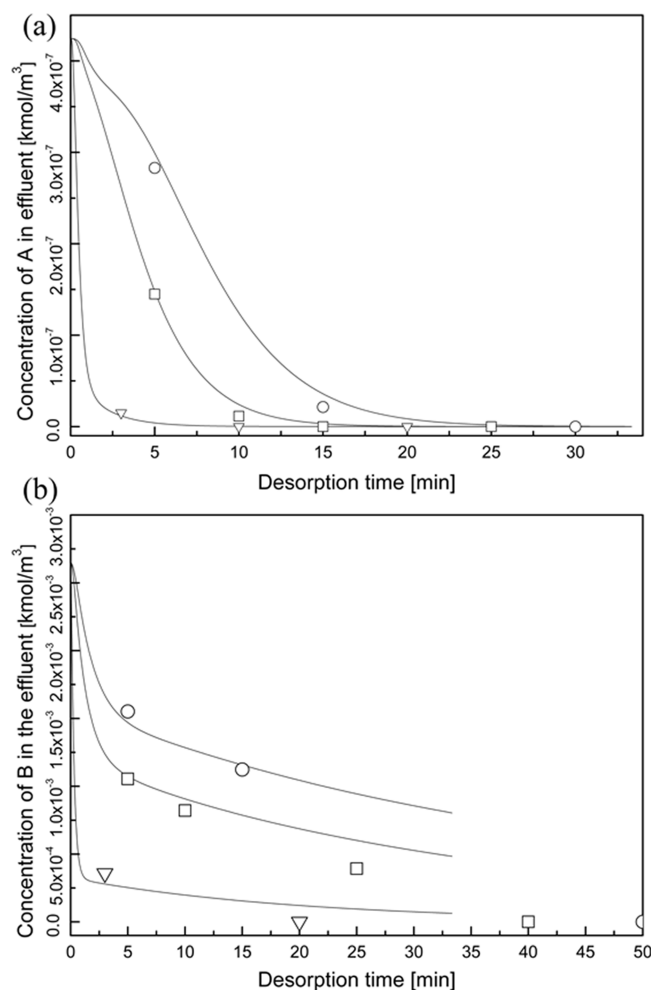 (a)
Concentration of A in effluent [kmol/m³]
4.0x10⁻⁷
3.0x10⁻⁷
2.0x10⁻⁷
1.0x10⁻⁷
0.0
0 5 10 15 20 25 30
Desorption time [min]
(b)
Concentration of B in the effluent [kmol/m³]
3.0x10⁻³
2.5x10⁻³
2.0x10⁻³
1.5x10⁻³
1.0x10⁻³
5.0x10⁻⁴
0.0
0 5 10 15 20 25 30 35 40 45 50
Desorption time [min]